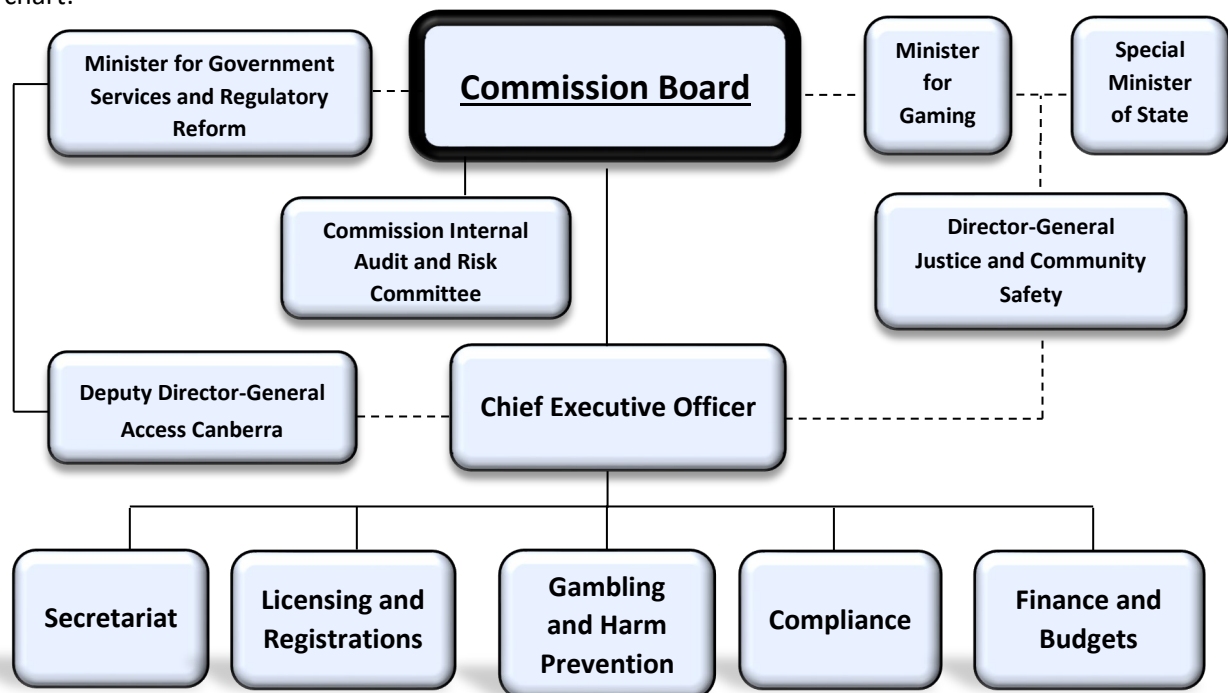 chart:
Minister for Government
Services and Regulatory
Reform
Commission Board
Minister
for
Gaming
Special
Minister
of State
Commission Internal
Audit and Risk
Committee
Director-General
Justice and Community
Safety
Deputy Director-General
Access Canberra
Chief Executive Officer
Secretariat
Licensing and
Registrations
Gambling
and Harm
Prevention
Compliance
Finance and
Budgets